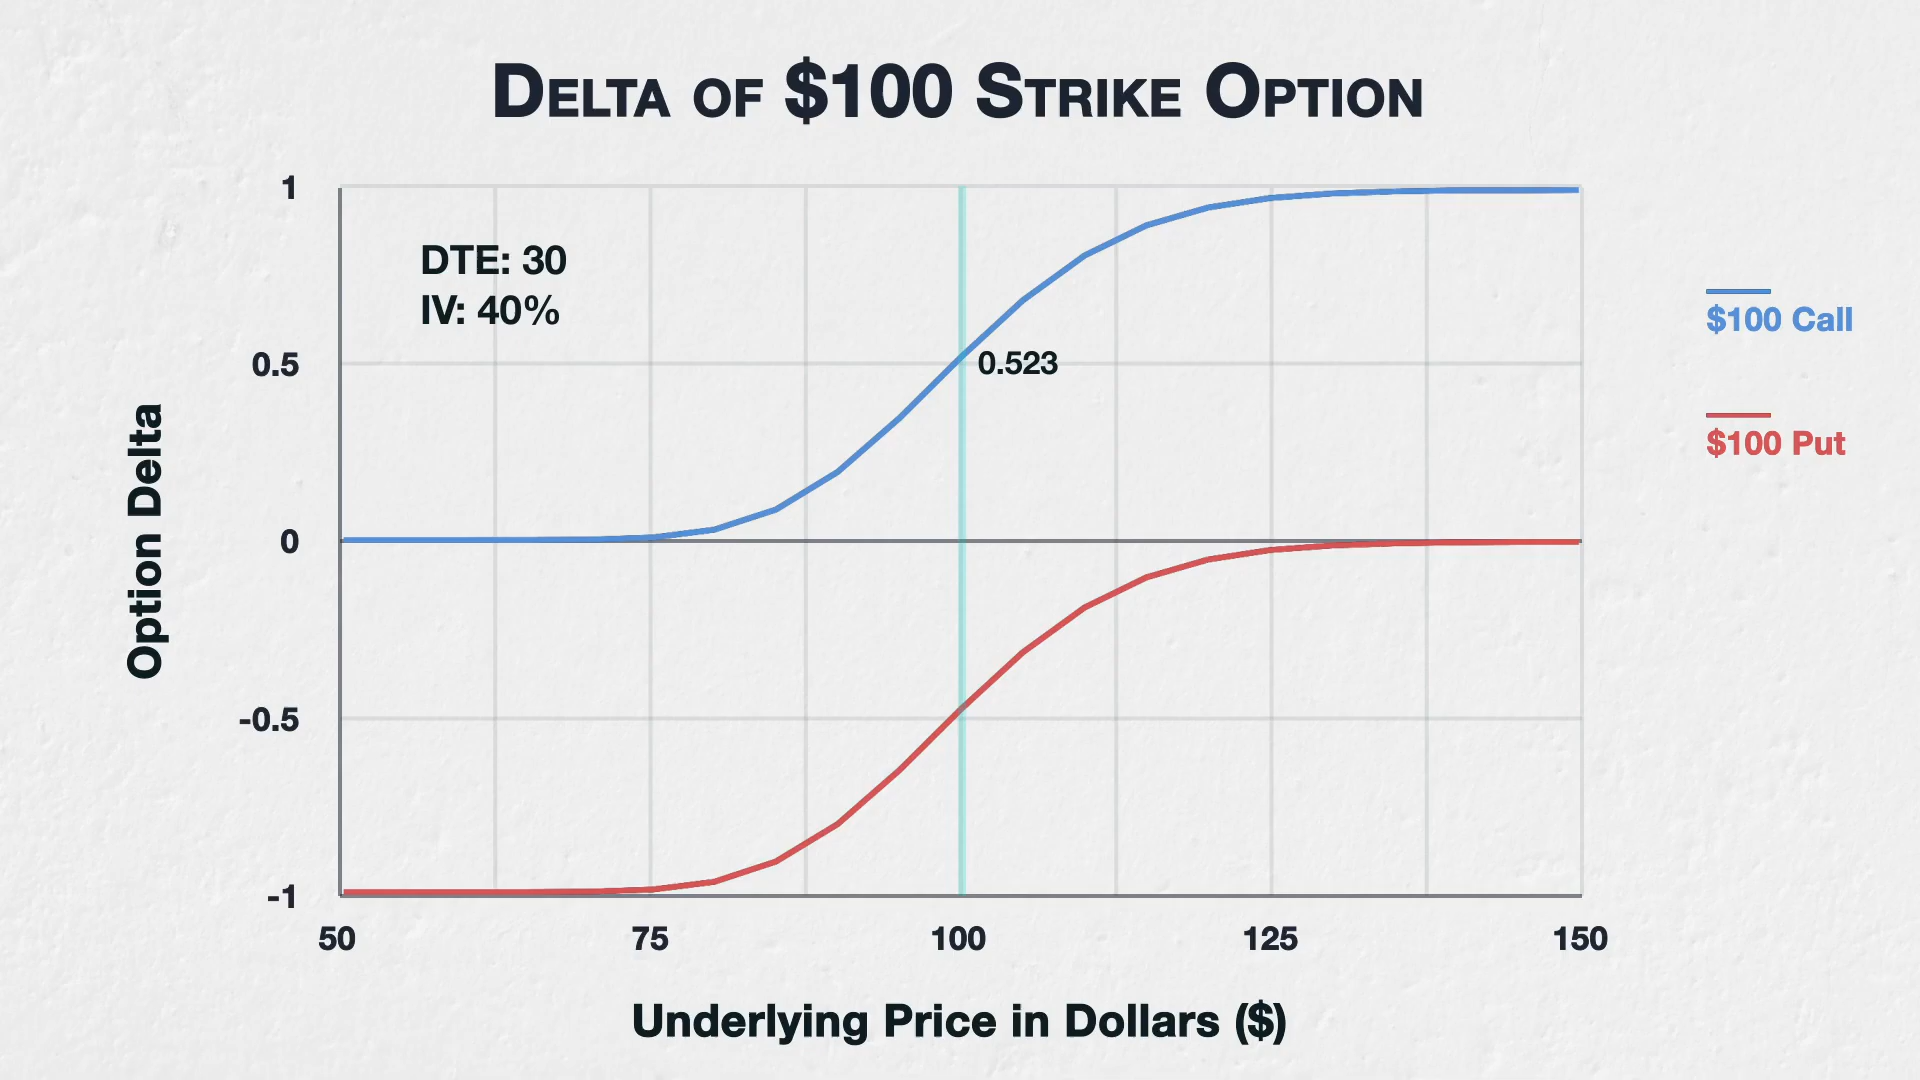 Delta of $100 Strike Option
1
DTE: 30
IV: 40%
$100 Call
0.5
0.523
$100 Put
Option Delta
0
-0.5
-1
50 75 100 125 150
Underlying Price in Dollars ($)